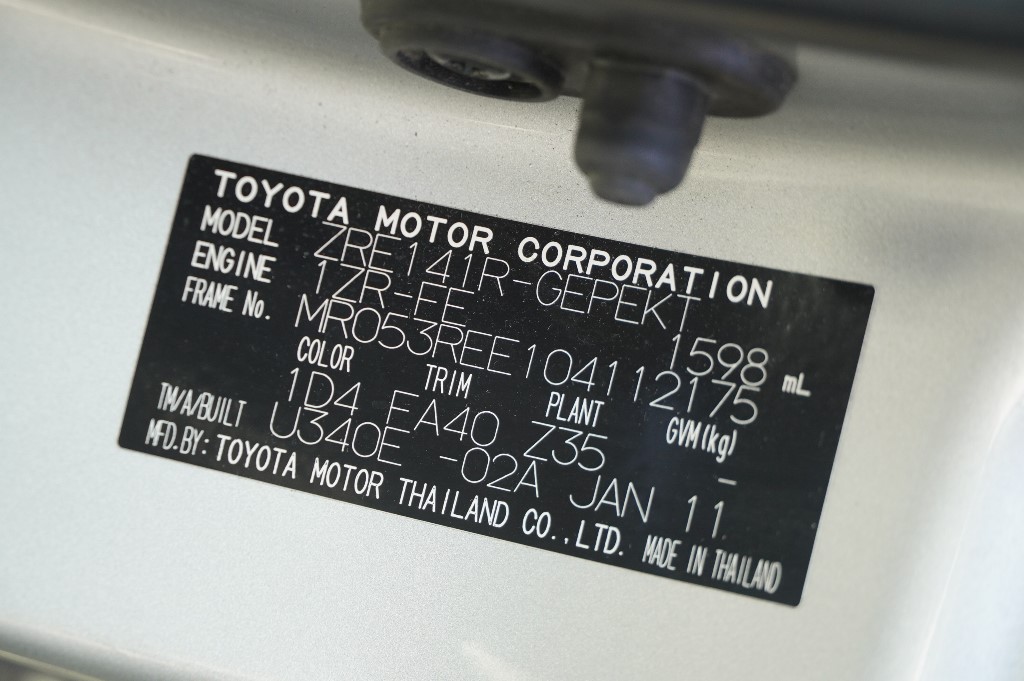 TOYOTA MOTOR CORPORATION
MODEL ZRE141R-GEPEKT
ENGINE 1ZR-FE 1598 mL
FRAME No. MR053REE104112175
COLOR TRIM PLANT GVM(kg)
1D4 FA40 Z35 -
TM/A/BUILT U340E -02A JAN 11
MFD.BY: TOYOTA MOTOR THAILAND CO.,LTD. MADE IN THAILAND